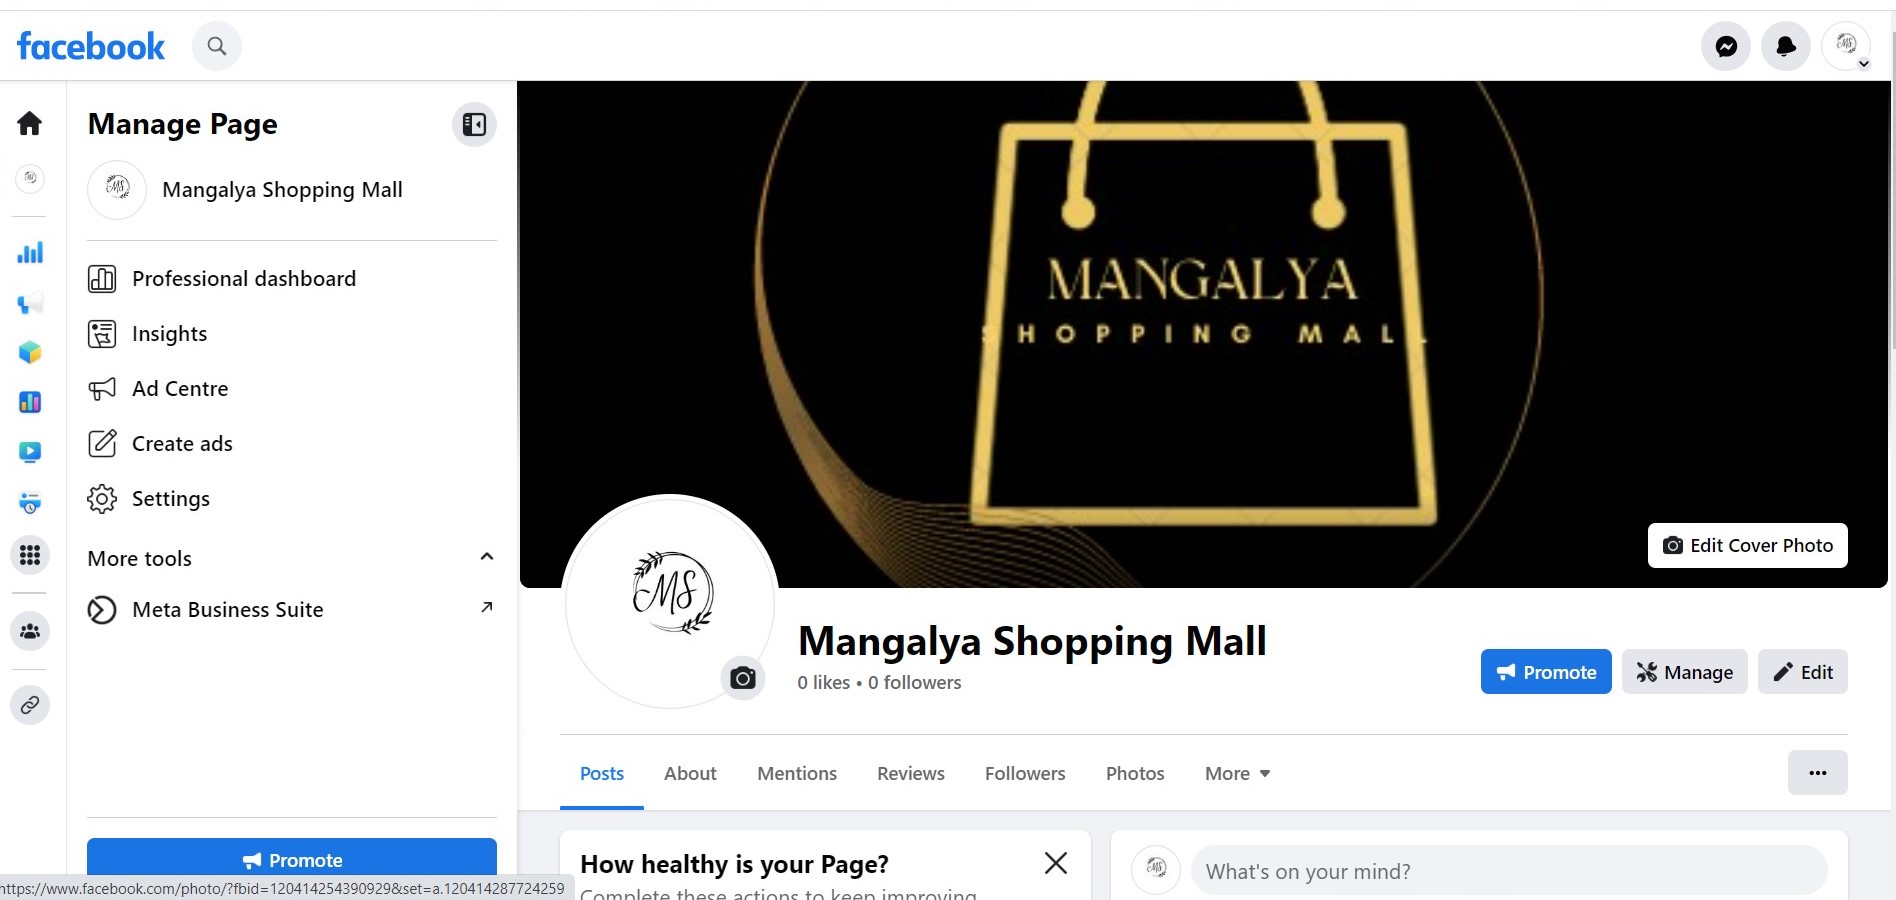 facebook
Manage Page
Mangalya Shopping Mall
Professional dashboard
Insights
Ad Centre
Create ads
Settings
More tools
Meta Business Suite
Promote
https://www.facebook.com/photo/?fbid=120414254390929&set=a.120414287724259
MANGALYA
SHOPPING MALL
Edit Cover Photo
MS
Mangalya Shopping Mall
0 likes • 0 followers
Promote
Manage
Edit
Posts
About
Mentions
Reviews
Followers
Photos
More
How healthy is your Page?
Complete these actions to keep improving
What's on your mind?